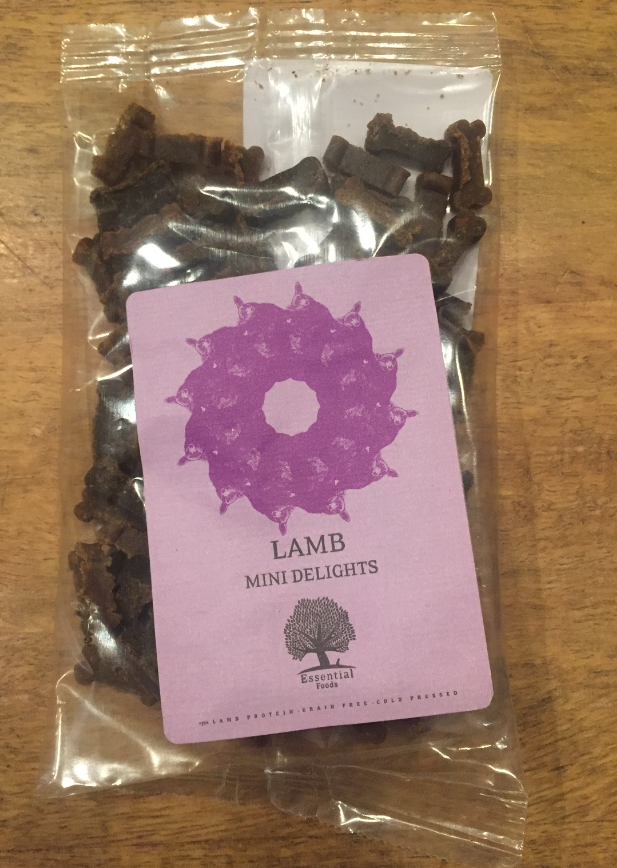 LAMB
MINI DELIGHTS
Essential
Foods
LAMB PROTEIN·GRAIN FREE·COLD PRESSED